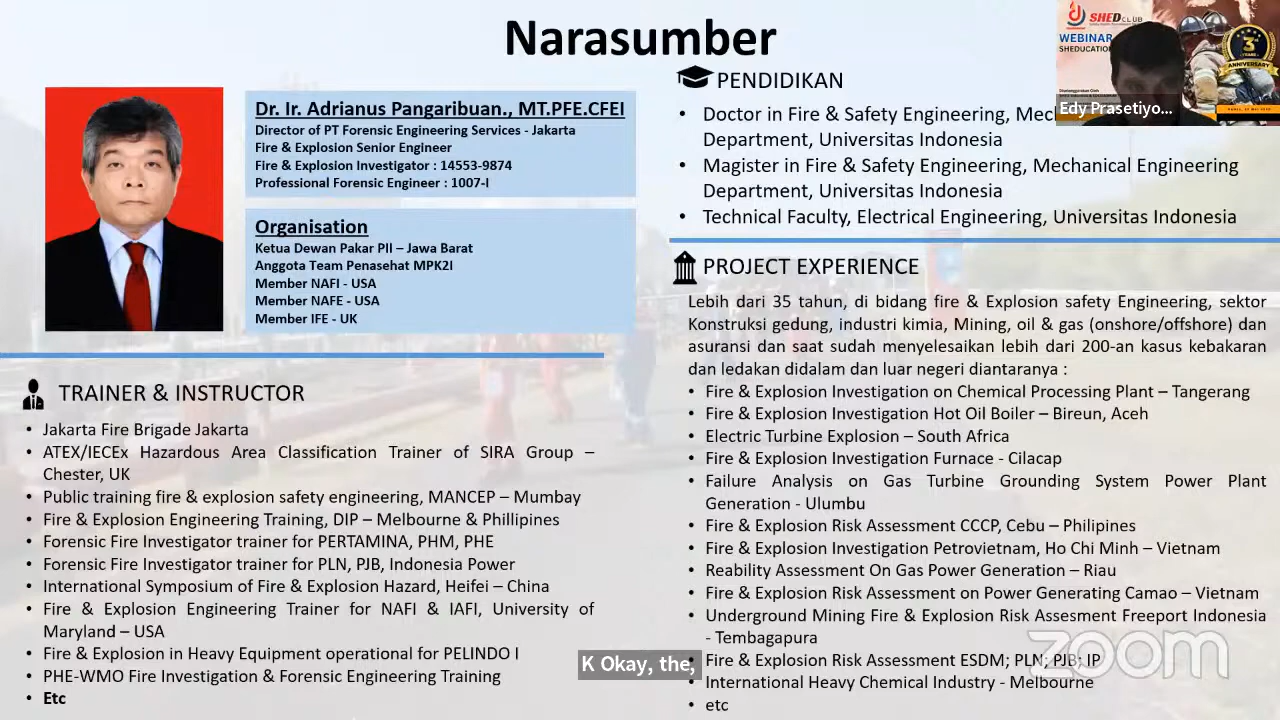 Narasumber
Dr. Ir. Adrianus Pangaribuan., MT.PFE.CFEI
Director of PT Forensic Engineering Services - Jakarta
Fire & Explosion Senior Engineer
Fire & Explosion Investigator : 14553-9874
Professional Forensic Engineer : 1007-I
Organisation
Ketua Dewan Pakar PII – Jawa Barat
Anggota Team Penasehat MPK2I
Member NAFI - USA
Member NAFE - USA
Member IFE - UK
TRAINER & INSTRUCTOR
• Jakarta Fire Brigade Jakarta
• ATEX/IECEx Hazardous Area Classification Trainer of SIRA Group –
Chester, UK
• Public training fire & explosion safety engineering, MANCEP – Mumbay
• Fire & Explosion Engineering Training, DIP – Melbourne & Phillipines
• Forensic Fire Investigator trainer for PERTAMINA, PHM, PHE
• Forensic Fire Investigator trainer for PLN, PJB, Indonesia Power
• International Symposium of Fire & Explosion Hazard, Heifei – China
• Fire & Explosion Engineering Trainer for NAFI & IAFI, University of
Maryland – USA
• Fire & Explosion in Heavy Equipment operational for PELINDO I
• PHE-WMO Fire Investigation & Forensic Engineering Training
• Etc
PENDIDIKAN
• Doctor in Fire & Safety Engineering, Mec
Department, Universitas Indonesia
• Magister in Fire & Safety Engineering, Mechanical Engineering
Department, Universitas Indonesia
• Technical Faculty, Electrical Engineering, Universitas Indonesia
PROJECT EXPERIENCE
Lebih dari 35 tahun, di bidang fire & Explosion safety Engineering, sektor
Konstruksi gedung, industri kimia, Mining, oil & gas (onshore/offshore) dan
asuransi dan saat sudah menyelesaikan lebih dari 200-an kasus kebakaran
dan ledakan didalam dan luar negeri diantaranya :
• Fire & Explosion Investigation on Chemical Processing Plant – Tangerang
• Fire & Explosion Investigation Hot Oil Boiler – Bireun, Aceh
• Electric Turbine Explosion – South Africa
• Fire & Explosion Investigation Furnace - Cilacap
• Failure Analysis on Gas Turbine Grounding System Power Plant
Generation - Ulumbu
• Fire & Explosion Risk Assessment CCCP, Cebu – Philipines
• Fire & Explosion Investigation Petrovietnam, Ho Chi Minh – Vietnam
• Reability Assessment On Gas Power Generation – Riau
• Fire & Explosion Risk Assessment on Power Generating Camao – Vietnam
• Underground Mining Fire & Explosion Risk Assesment Freeport Indonesia
- Tembagapura
• Fire & Explosion Risk Assessment ESDM; PLN; PJB; IP
• International Heavy Chemical Industry - Melbourne
• etc
SHED CLUB
WEBINAR
SHEDUCATION
3
ANNIVERSARY
Edy Prasetiyo...
K Okay, the,
zoom